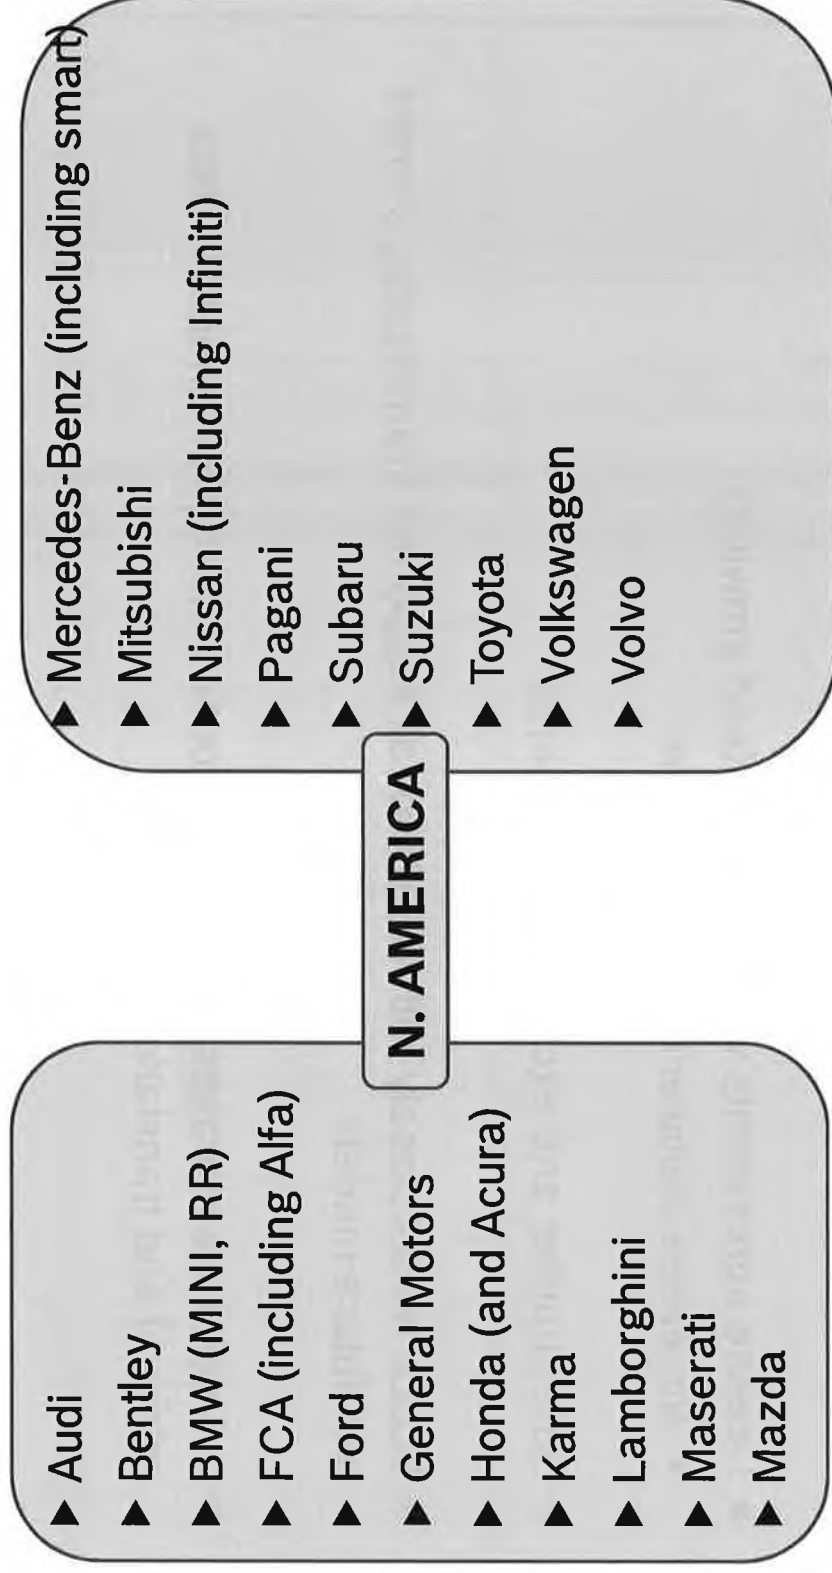 ▶ Audi
▶ Bentley
▶ BMW (MINI, RR)
▶ FCA (including Alfa)
▶ Ford
▶ General Motors
▶ Honda (and Acura)
▶ Karma
▶ Lamborghini
▶ Maserati
▶ Mazda
N. AMERICA
▶ Mercedes-Benz (including smart)
▶ Mitsubishi
▶ Nissan (including Infiniti)
▶ Pagani
▶ Subaru
▶ Suzuki
▶ Toyota
▶ Volkswagen
▶ Volvo